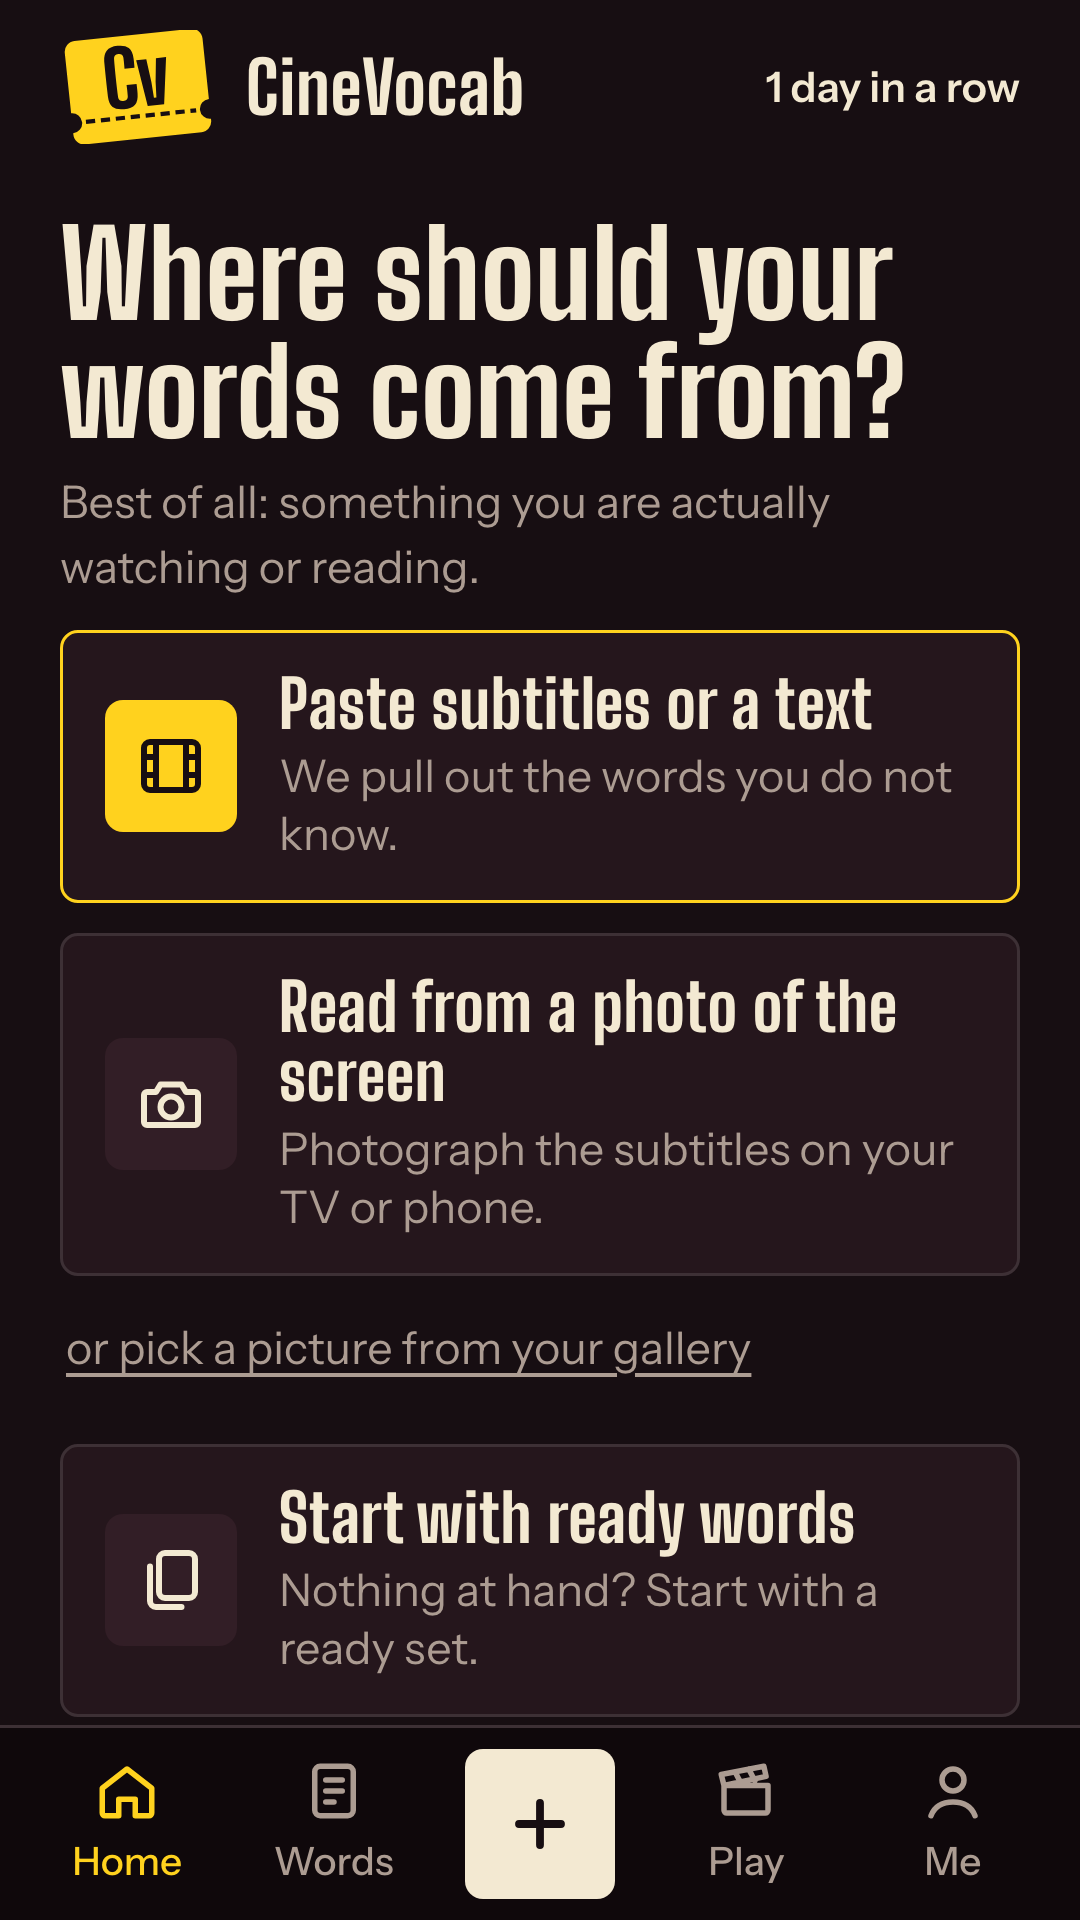 Cv
CineVocab
1 day in a row
Where should your
words come from?
Best of all: something you are actually
watching or reading.
Paste subtitles or a text
We pull out the words you do not
know.
Read from a photo of the
screen
Photograph the subtitles on your
TV or phone.
or pick a picture from your gallery
Start with ready words
Nothing at hand? Start with a
ready set.
Home
Words
Play
Me